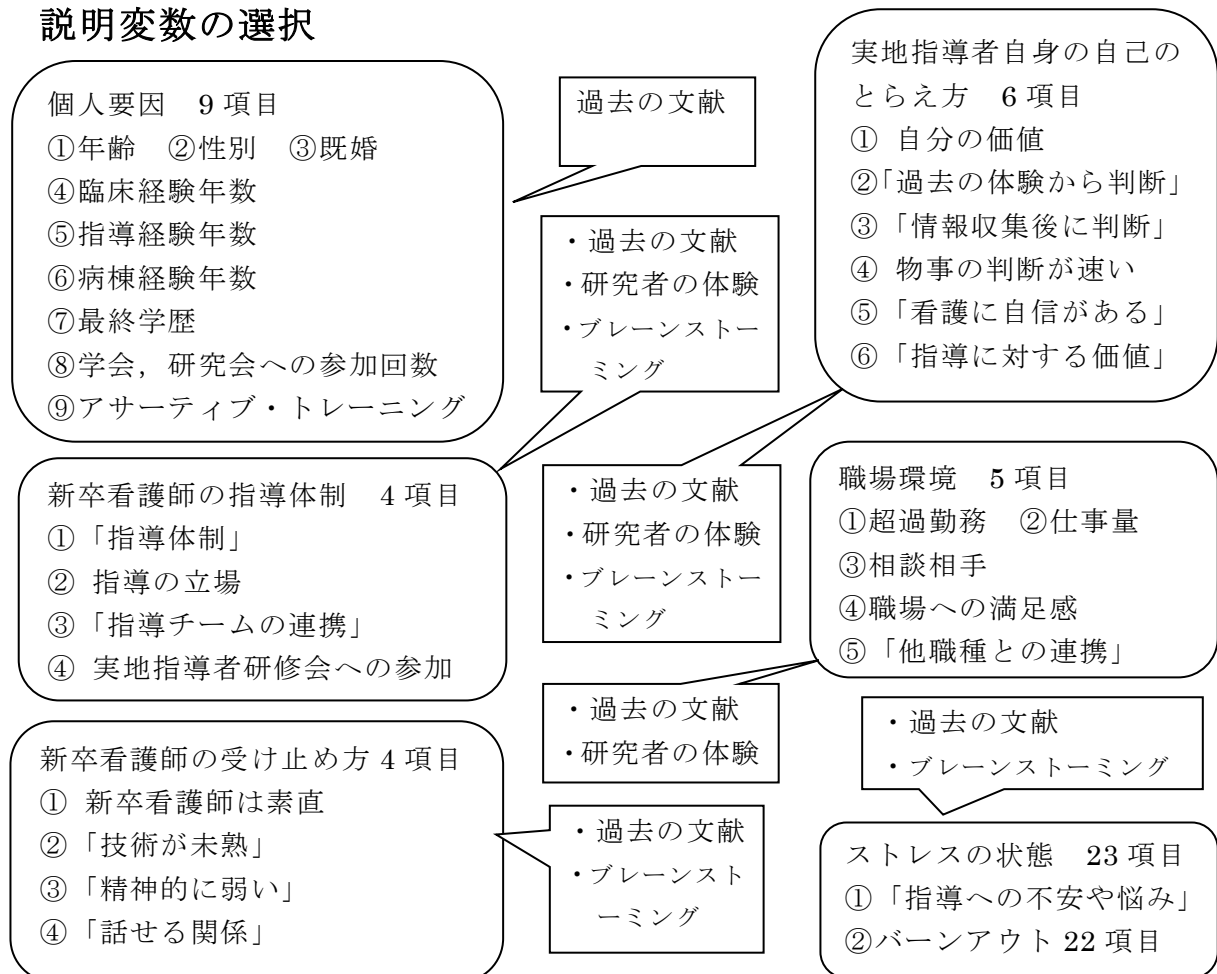 説明変数の選択
個人要因　9 項目
①年齢　②性別　③既婚
④臨床経験年数
⑤指導経験年数
⑥病棟経験年数
⑦最終学歴
⑧学会，研究会への参加回数
⑨アサーティブ・トレーニング
過去の文献
・過去の文献
・研究者の体験
・ブレーンストー
ミング
実地指導者自身の自己の
とらえ方　6 項目
① 自分の価値
②「過去の体験から判断」
③「情報収集後に判断」
④ 物事の判断が速い
⑤「看護に自信がある」
⑥「指導に対する価値」
新卒看護師の指導体制　4 項目
①「指導体制」
② 指導の立場
③「指導チームの連携」
④ 実地指導者研修会への参加
・過去の文献
・研究者の体験
・ブレーンストー
ミング
職場環境　5 項目
①超過勤務　②仕事量
③相談相手
④職場への満足感
⑤「他職種との連携」
・過去の文献
・研究者の体験
新卒看護師の受け止め方 4 項目
① 新卒看護師は素直
②「技術が未熟」
③「精神的に弱い」
④「話せる関係」
・過去の文献
・ブレーンスト
ーミング
・過去の文献
・ブレーンストーミング
ストレスの状態　23 項目
①「指導への不安や悩み」
②バーンアウト 22 項目